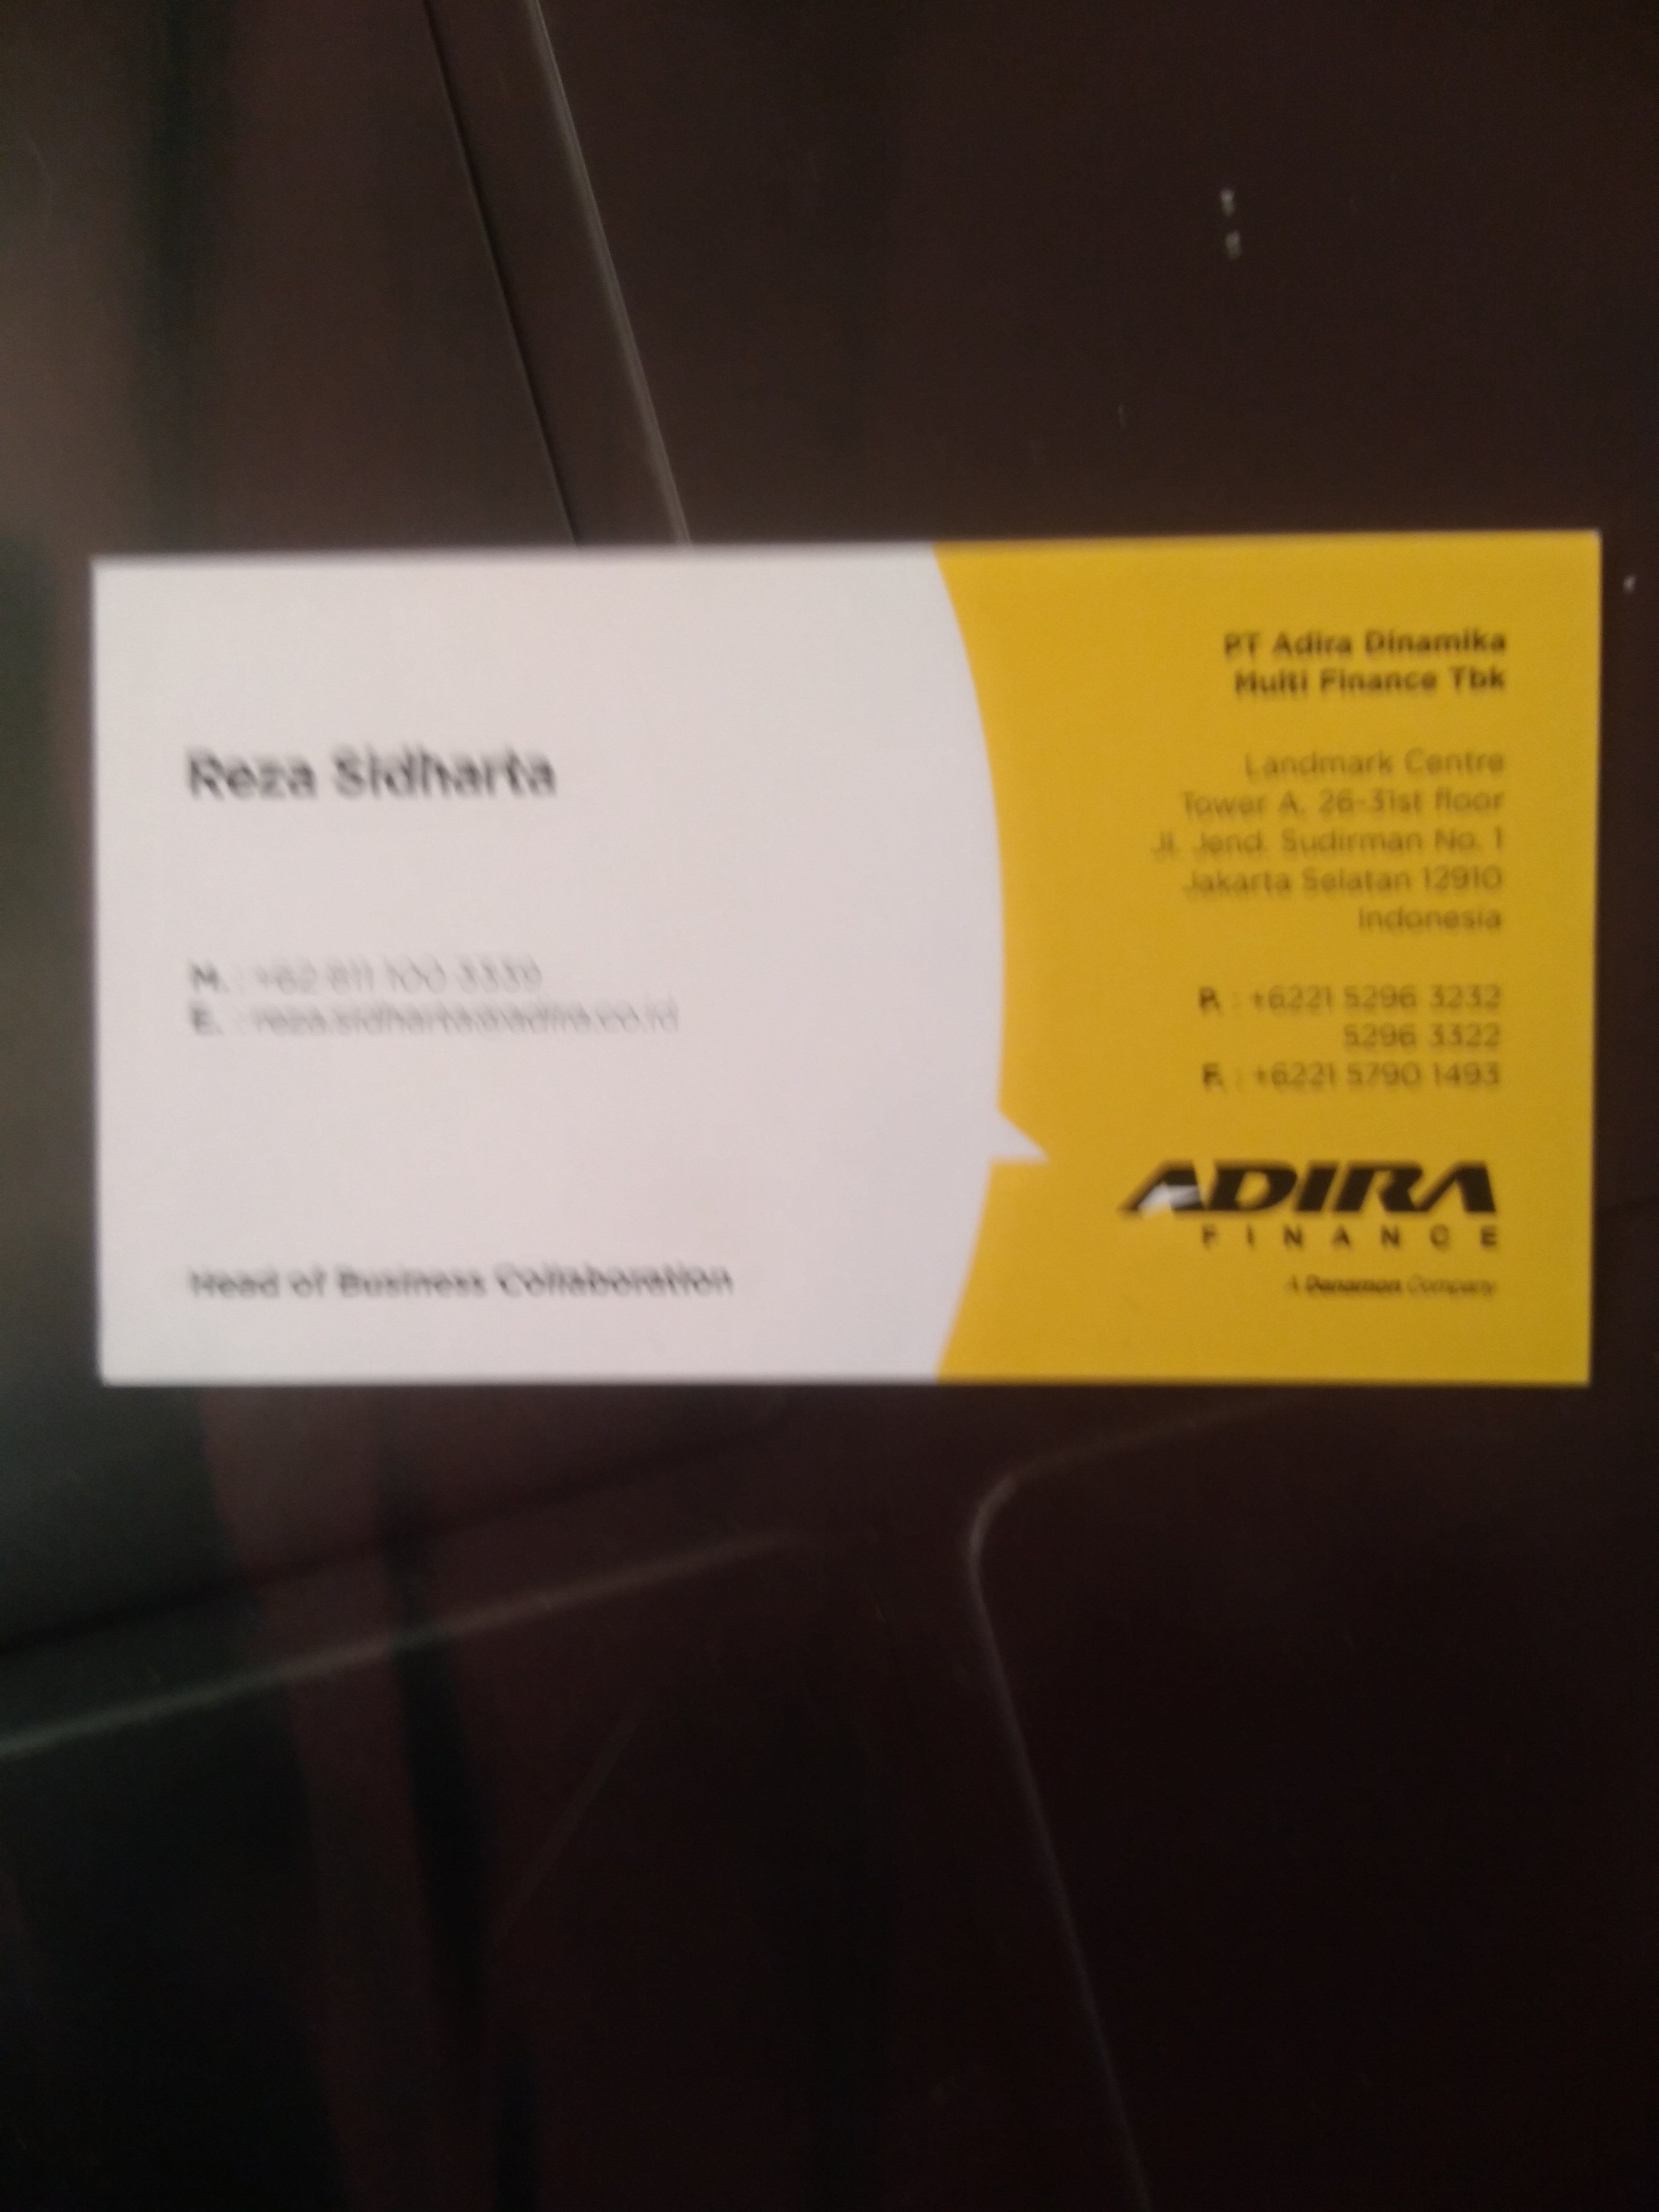 Reza Sidharta
M. : +62 811 100 3339
E. : reza.sidharta@adira.co.id
Head of Business Collaboration
PT Adira Dinamika
Multi Finance Tbk
Landmark Centre
Tower A, 26-31st floor
Jl. Jend. Sudirman No. 1
Jakarta Selatan 12910
Indonesia
P. : +6221 5296 3232
5296 3322
F. : +6221 5790 1493
ADIRA
FINANCE
A Danamon Company